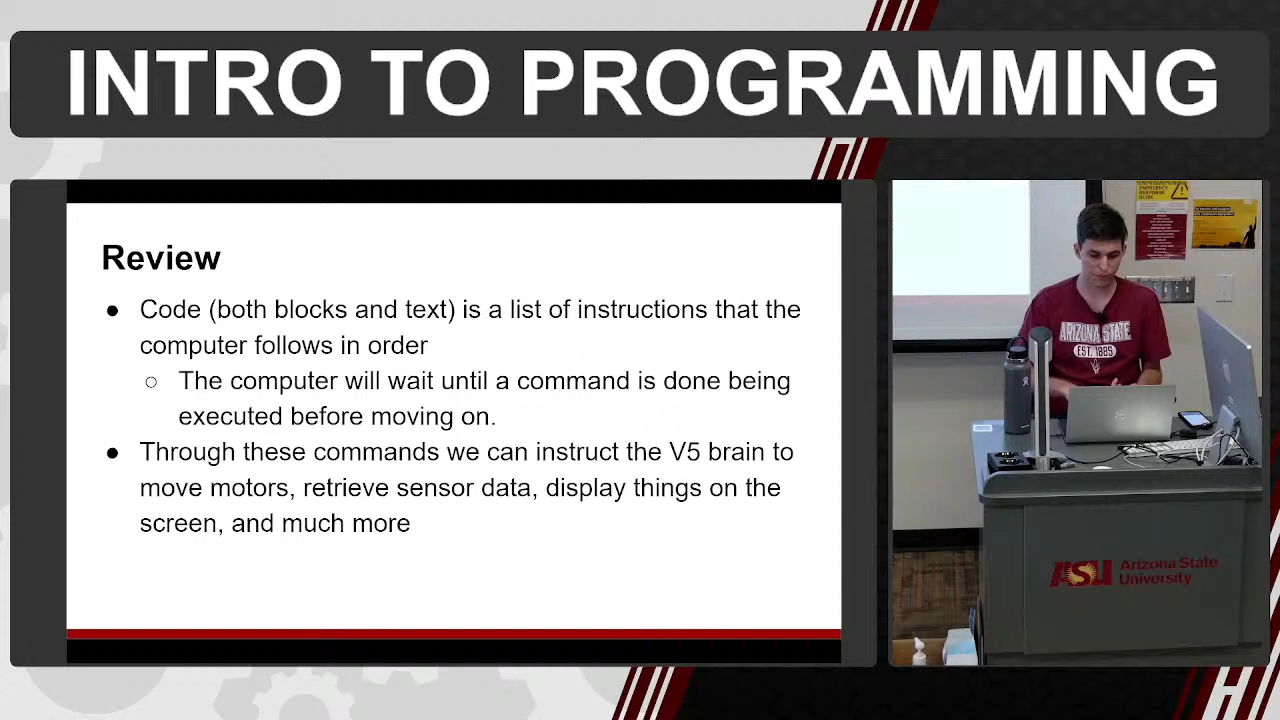 INTRO TO PROGRAMMING
Review
● Code (both blocks and text) is a list of instructions that the
computer follows in order
○ The computer will wait until a command is done being
executed before moving on.
● Through these commands we can instruct the V5 brain to
move motors, retrieve sensor data, display things on the
screen, and much more
EMERGENCY
RESPONSE
ARIZONA STATE
EST. 1885
ASU Arizona State
University